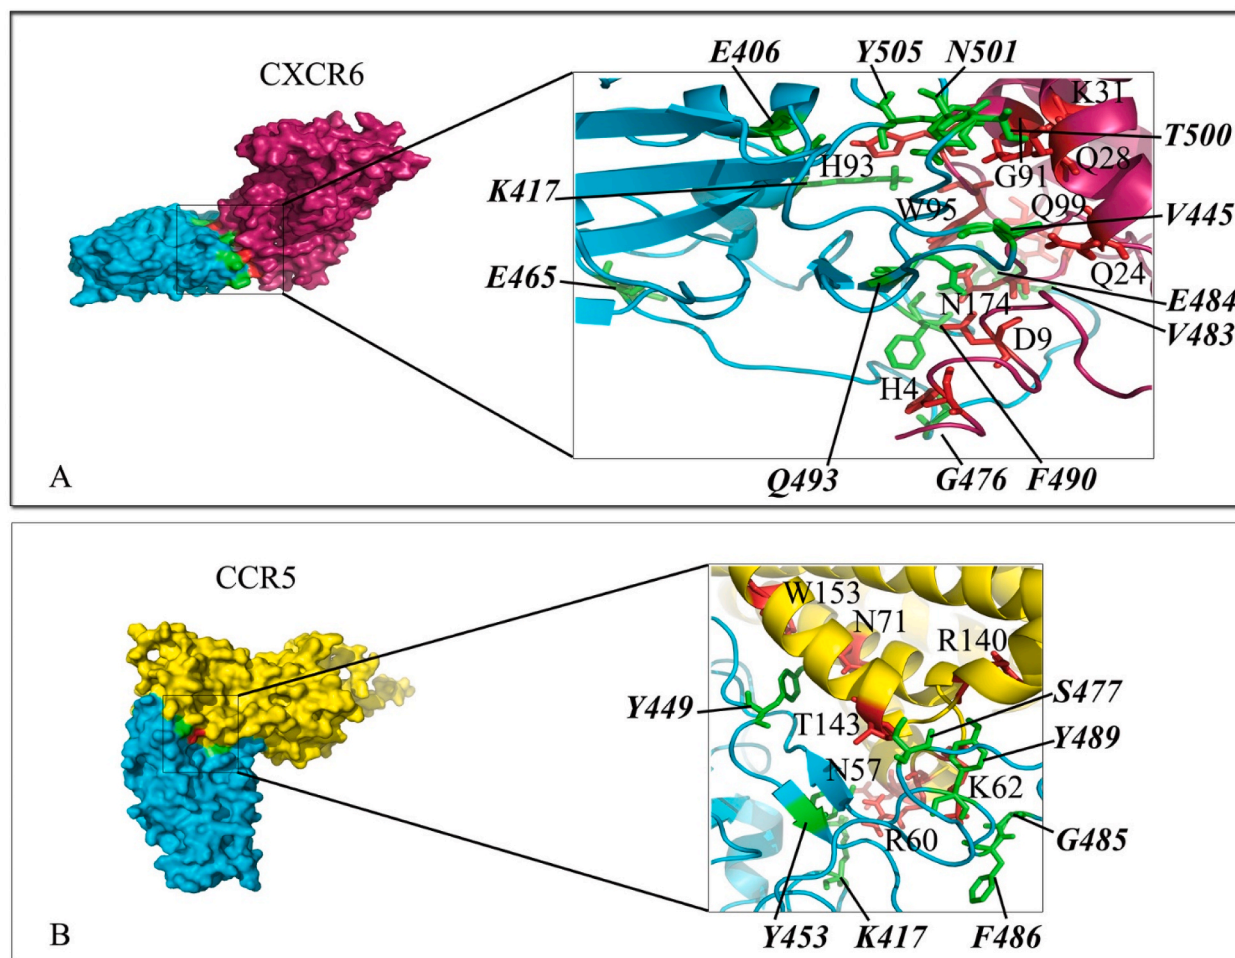 CXCR6
E406
Y505
N501
K31
T500
H93
G91
Q28
K417
W95
Q99
V445
E465
Q24
N174
E484
V483
D9
H4
Q493
G476
F490
A
CCR5
W153
N71
R140
S477
Y449
T143
Y489
N57
K62
R60
G485
Y453
K417
F486
B